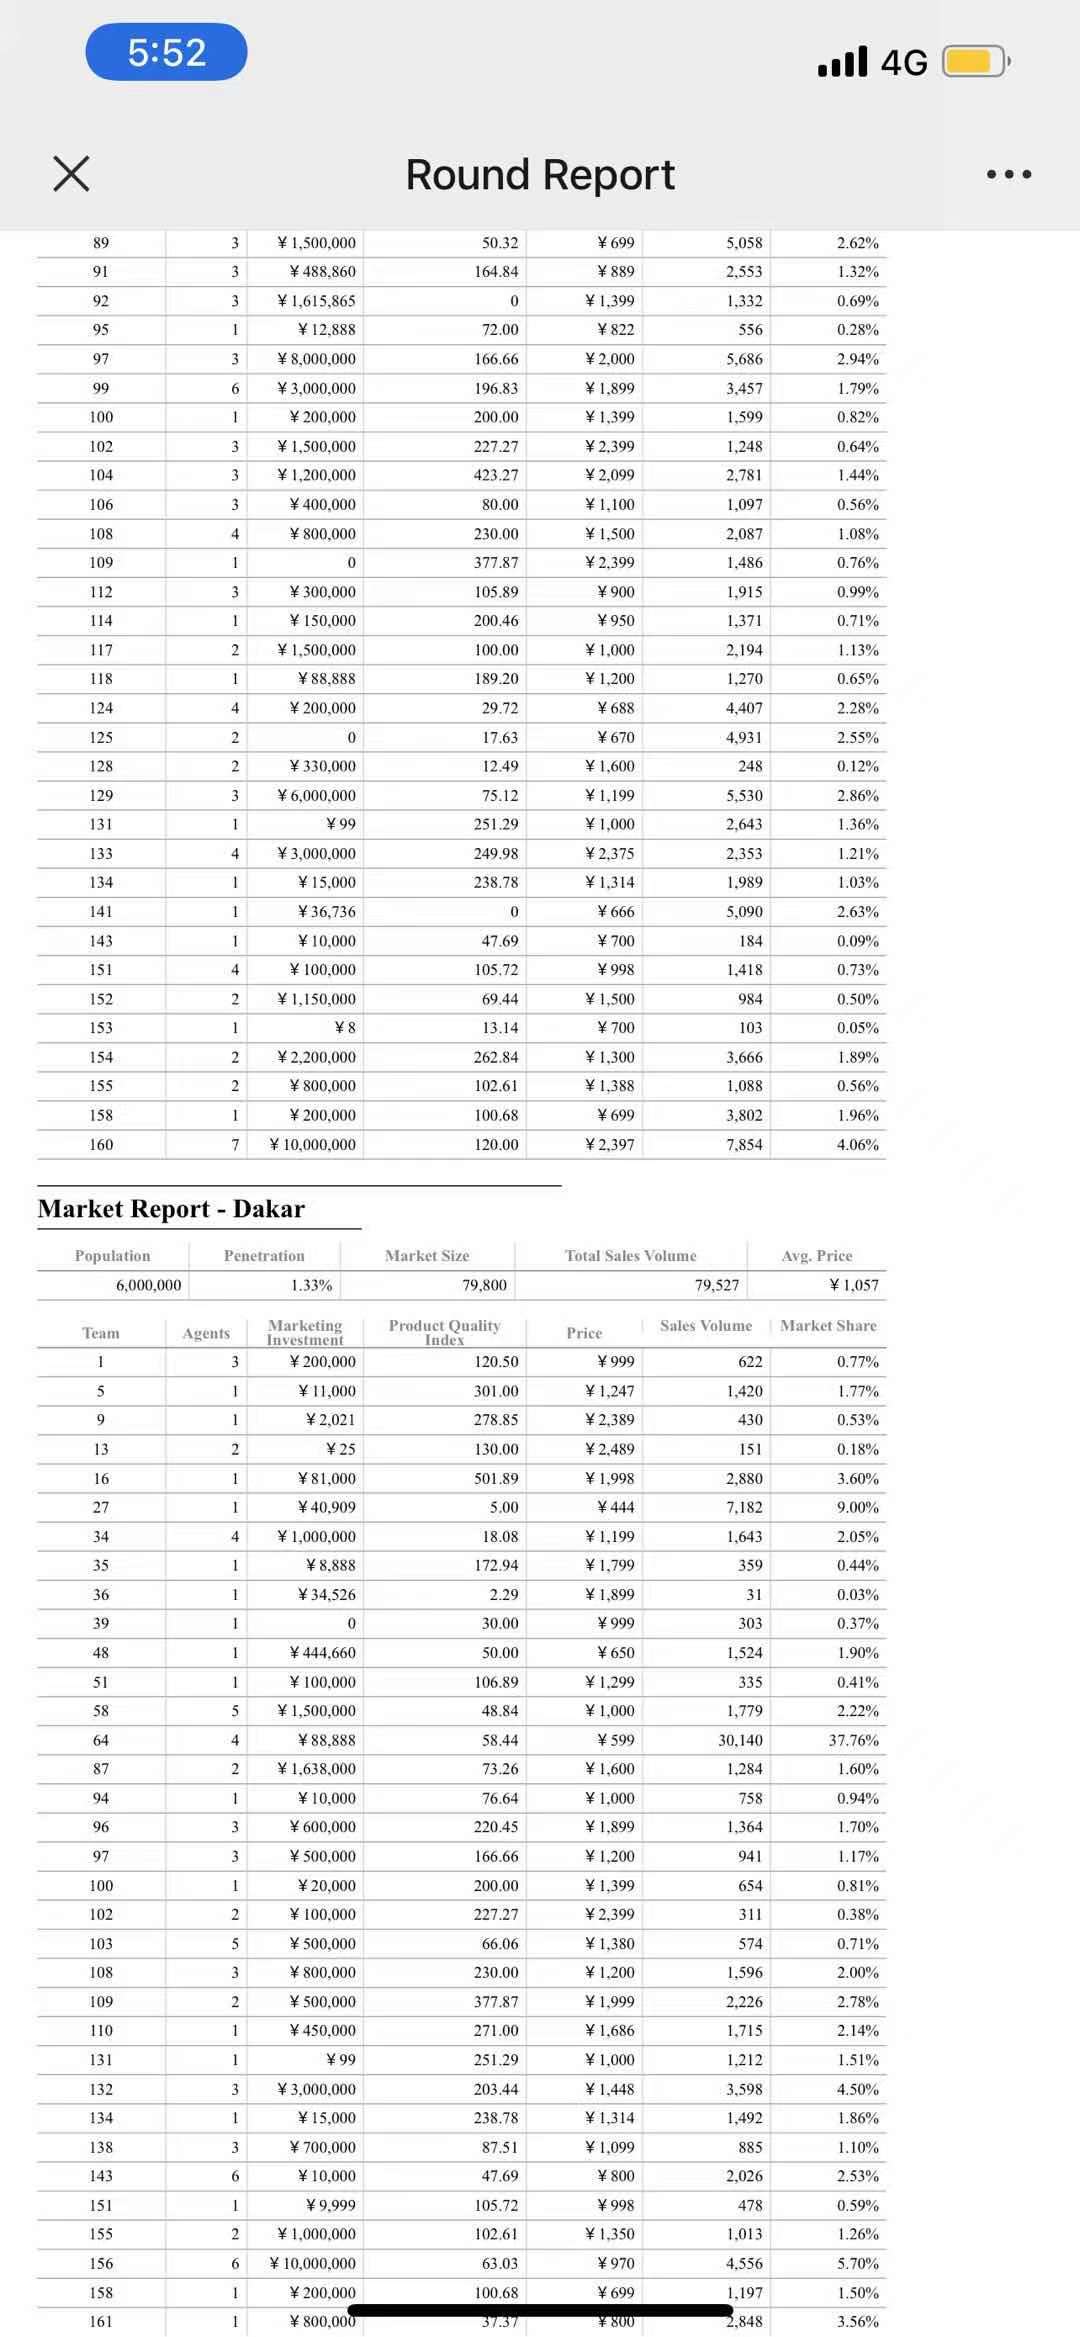 5:52
4G
Round Report
89 3 ¥ 1,500,000 50.32 ¥ 699 5,058 2.62%
91 3 ¥ 488,860 164.84 ¥ 889 2,553 1.32%
92 3 ¥ 1,615,865 0 ¥ 1,399 1,332 0.69%
95 1 ¥ 12,888 72.00 ¥ 822 556 0.28%
97 3 ¥ 8,000,000 166.66 ¥ 2,000 5,686 2.94%
99 6 ¥ 3,000,000 196.83 ¥ 1,899 3,457 1.79%
100 1 ¥ 200,000 200.00 ¥ 1,399 1,599 0.82%
102 3 ¥ 1,500,000 227.27 ¥ 2,399 1,248 0.64%
104 3 ¥ 1,200,000 423.27 ¥ 2,099 2,781 1.44%
106 3 ¥ 400,000 80.00 ¥ 1,100 1,097 0.56%
108 4 ¥ 800,000 230.00 ¥ 1,500 2,087 1.08%
109 1 0 377.87 ¥ 2,399 1,486 0.76%
112 3 ¥ 300,000 105.89 ¥ 900 1,915 0.99%
114 1 ¥ 150,000 200.46 ¥ 950 1,371 0.71%
117 2 ¥ 1,500,000 100.00 ¥ 1,000 2,194 1.13%
118 1 ¥ 88,888 189.20 ¥ 1,200 1,270 0.65%
124 4 ¥ 200,000 29.72 ¥ 688 4,407 2.28%
125 2 0 17.63 ¥ 670 4,931 2.55%
128 2 ¥ 330,000 12.49 ¥ 1,600 248 0.12%
129 3 ¥ 6,000,000 75.12 ¥ 1,199 5,530 2.86%
131 1 ¥ 99 251.29 ¥ 1,000 2,643 1.36%
133 4 ¥ 3,000,000 249.98 ¥ 2,375 2,353 1.21%
134 1 ¥ 15,000 238.78 ¥ 1,314 1,989 1.03%
141 1 ¥ 36,736 0 ¥ 666 5,090 2.63%
143 1 ¥ 10,000 47.69 ¥ 700 184 0.09%
151 4 ¥ 100,000 105.72 ¥ 998 1,418 0.73%
152 2 ¥ 1,150,000 69.44 ¥ 1,500 984 0.50%
153 1 ¥ 8 13.14 ¥ 700 103 0.05%
154 2 ¥ 2,200,000 262.84 ¥ 1,300 3,666 1.89%
155 2 ¥ 800,000 102.61 ¥ 1,388 1,088 0.56%
158 1 ¥ 200,000 100.68 ¥ 699 3,802 1.96%
160 7 ¥ 10,000,000 120.00 ¥ 2,397 7,854 4.06%
Market Report - Dakar
Population Penetration Market Size Total Sales Volume Avg. Price
6,000,000 1.33% 79,800 79,527 ¥ 1,057
Team Agents Marketing Investment Product Quality Index Price Sales Volume Market Share
1 3 ¥ 200,000 120.50 ¥ 999 622 0.77%
5 1 ¥ 11,000 301.00 ¥ 1,247 1,420 1.77%
9 1 ¥ 2,021 278.85 ¥ 2,389 430 0.53%
13 2 ¥ 25 130.00 ¥ 2,489 151 0.18%
16 1 ¥ 81,000 501.89 ¥ 1,998 2,880 3.60%
27 1 ¥ 40,909 5.00 ¥ 444 7,182 9.00%
34 4 ¥ 1,000,000 18.08 ¥ 1,199 1,643 2.05%
35 1 ¥ 8,888 172.94 ¥ 1,799 359 0.44%
36 1 ¥ 34,526 2.29 ¥ 1,899 31 0.03%
39 1 0 30.00 ¥ 999 303 0.37%
48 1 ¥ 444,660 50.00 ¥ 650 1,524 1.90%
51 1 ¥ 100,000 106.89 ¥ 1,299 335 0.41%
58 5 ¥ 1,500,000 48.84 ¥ 1,000 1,779 2.22%
64 4 ¥ 88,888 58.44 ¥ 599 30,140 37.76%
87 2 ¥ 1,638,000 73.26 ¥ 1,600 1,284 1.60%
94 1 ¥ 10,000 76.64 ¥ 1,000 758 0.94%
96 3 ¥ 600,000 220.45 ¥ 1,899 1,364 1.70%
97 3 ¥ 500,000 166.66 ¥ 1,200 941 1.17%
100 1 ¥ 20,000 200.00 ¥ 1,399 654 0.81%
102 2 ¥ 100,000 227.27 ¥ 2,399 311 0.38%
103 5 ¥ 500,000 66.06 ¥ 1,380 574 0.71%
108 3 ¥ 800,000 230.00 ¥ 1,200 1,596 2.00%
109 2 ¥ 500,000 377.87 ¥ 1,999 2,226 2.78%
110 1 ¥ 450,000 271.00 ¥ 1,686 1,715 2.14%
131 1 ¥ 99 251.29 ¥ 1,000 1,212 1.51%
132 3 ¥ 3,000,000 203.44 ¥ 1,448 3,598 4.50%
134 1 ¥ 15,000 238.78 ¥ 1,314 1,492 1.86%
138 3 ¥ 700,000 87.51 ¥ 1,099 885 1.10%
143 6 ¥ 10,000 47.69 ¥ 800 2,026 2.53%
151 1 ¥ 9,999 105.72 ¥ 998 478 0.59%
155 2 ¥ 1,000,000 102.61 ¥ 1,350 1,013 1.26%
156 6 ¥ 10,000,000 63.03 ¥ 970 4,556 5.70%
158 1 ¥ 200,000 100.68 ¥ 699 1,197 1.50%
161 1 ¥ 800,000 37.37 ¥ 800 2,848 3.56%